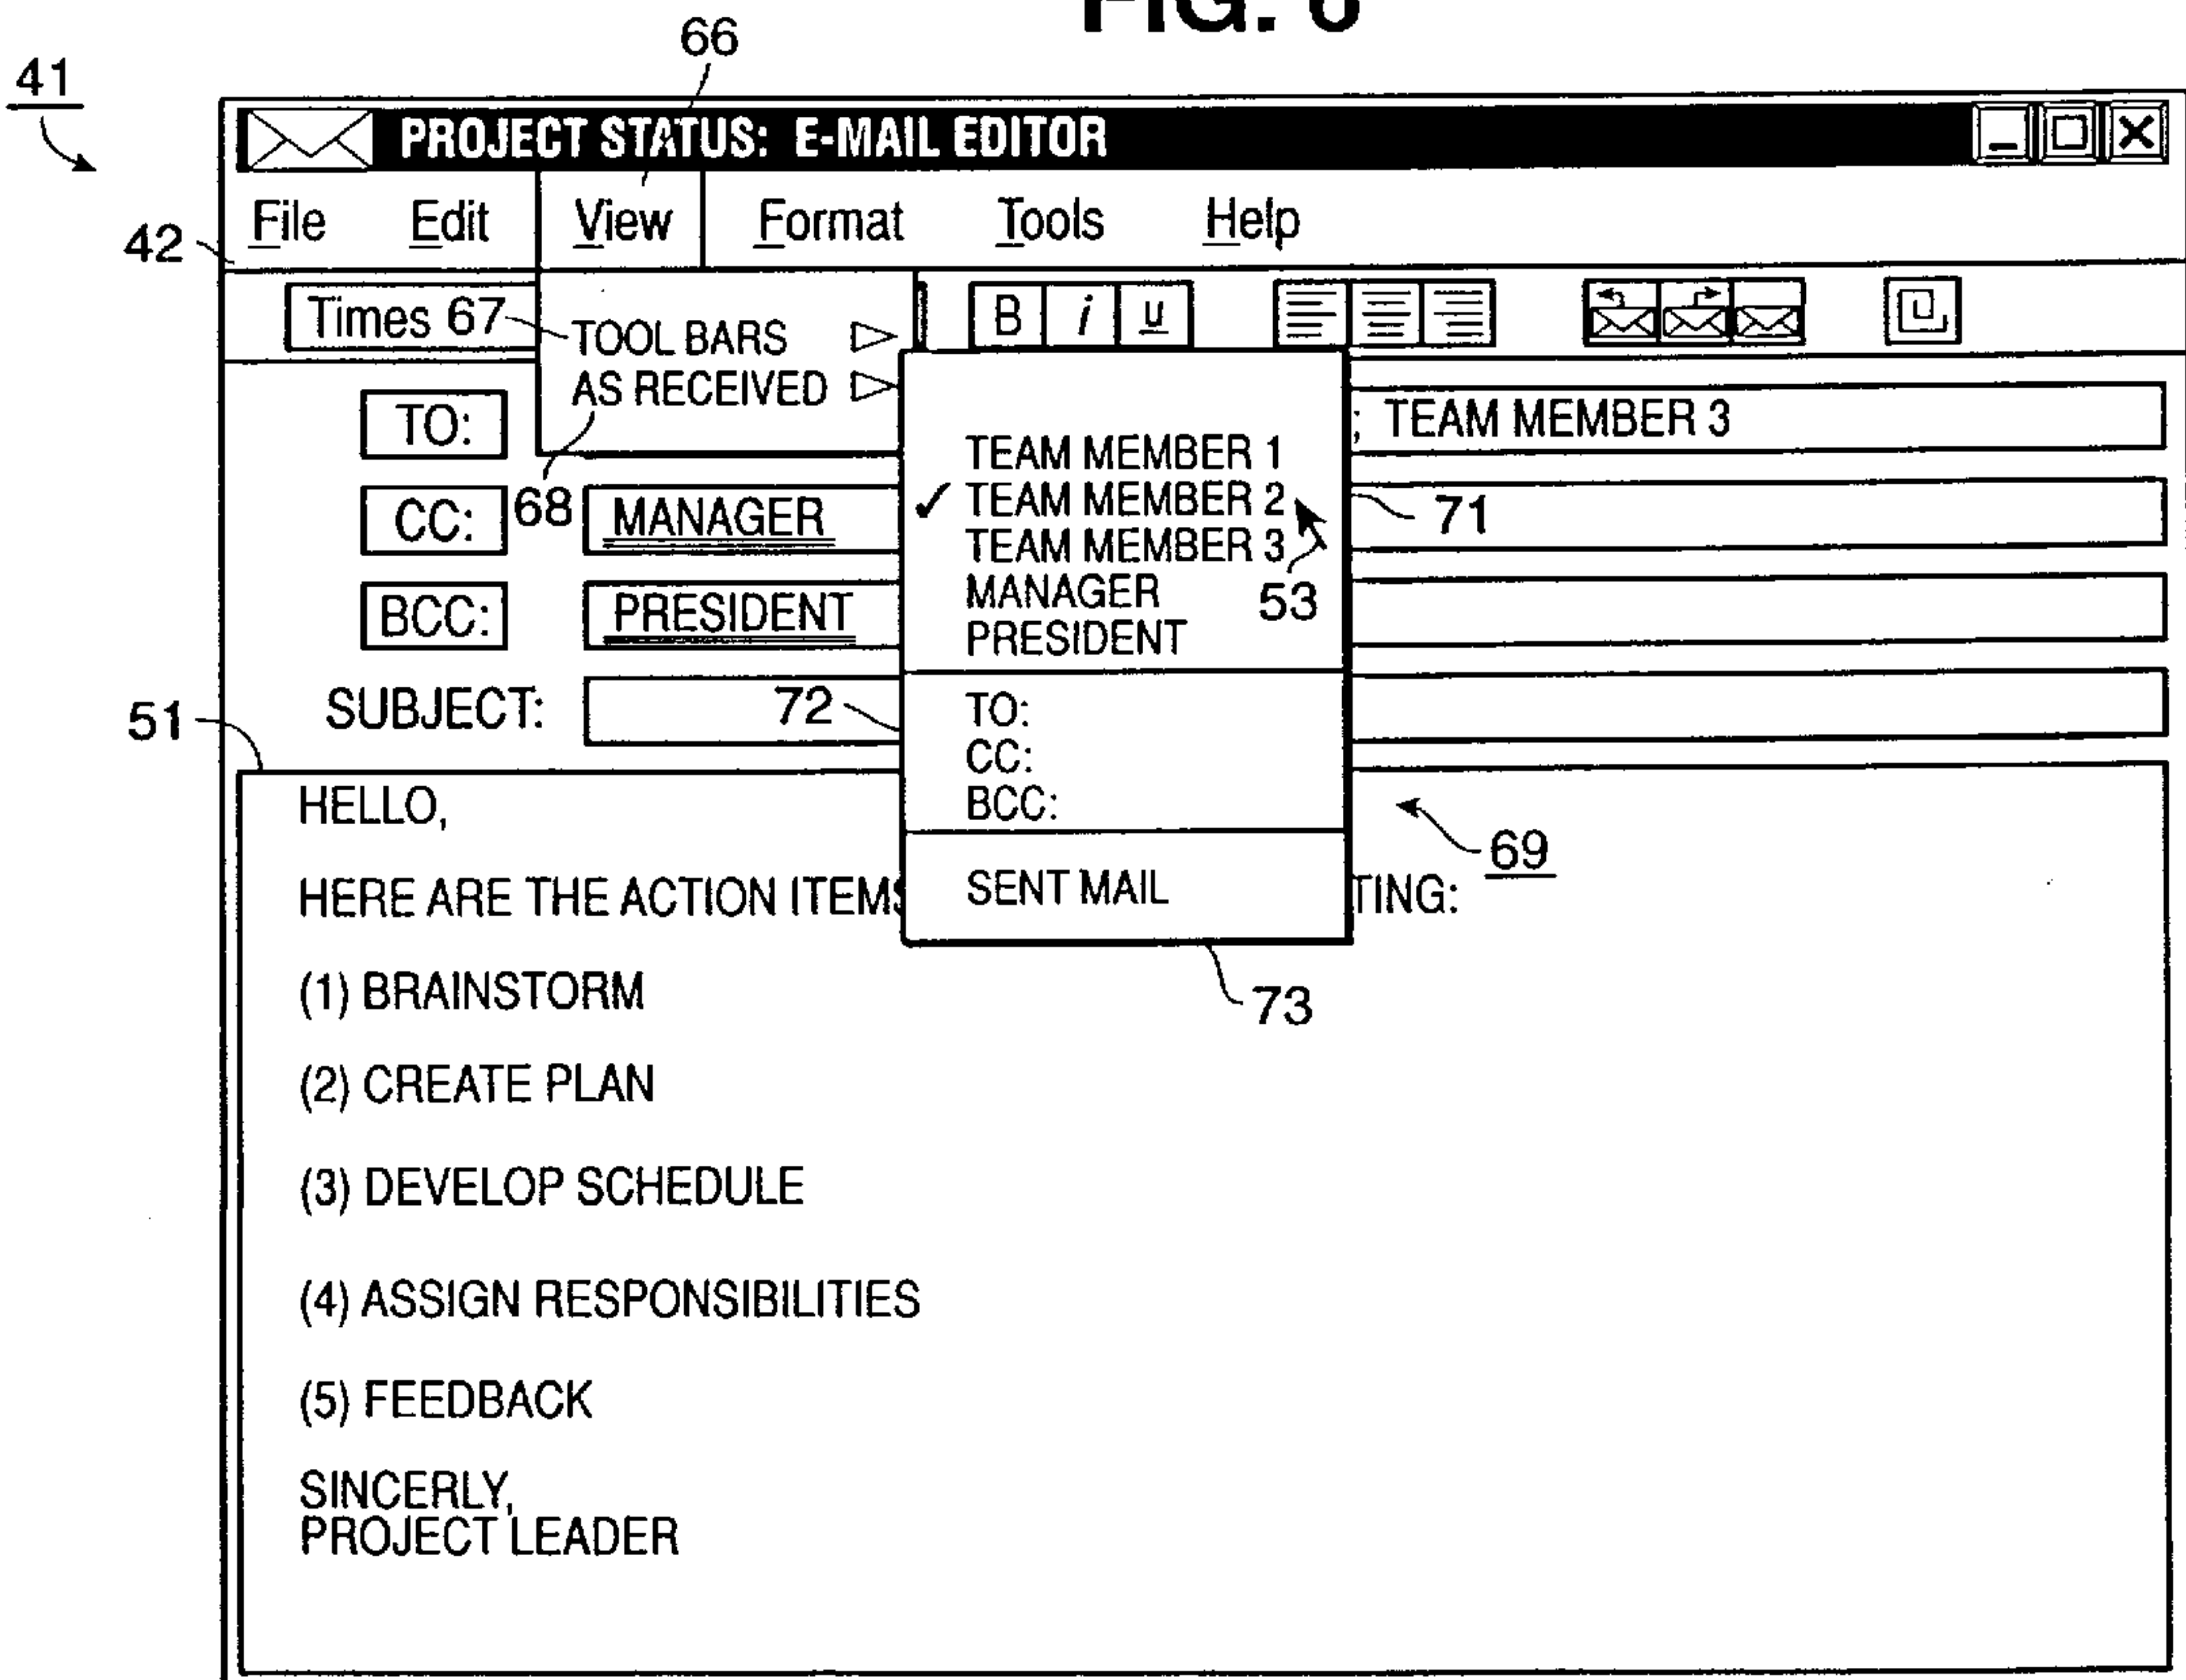 FIG.
66
41
PROJECT STATUS: E-MAIL EDITOR
File Edit View Format Tools Help
42
Times 67 TOOL BARS B i u
AS RECEIVED
TO: ; TEAM MEMBER 3
TEAM MEMBER 1
CC: 68 MANAGER ✓ TEAM MEMBER 2 71
TEAM MEMBER 3
BCC: PRESIDENT MANAGER 53
PRESIDENT
51 SUBJECT: 72 TO:
CC:
HELLO, BCC:
69
HERE ARE THE ACTION ITEMS SENT MAIL TING:
(1) BRAINSTORM 73
(2) CREATE PLAN
(3) DEVELOP SCHEDULE
(4) ASSIGN RESPONSIBILITIES
(5) FEEDBACK
SINCERLY,
PROJECT LEADER